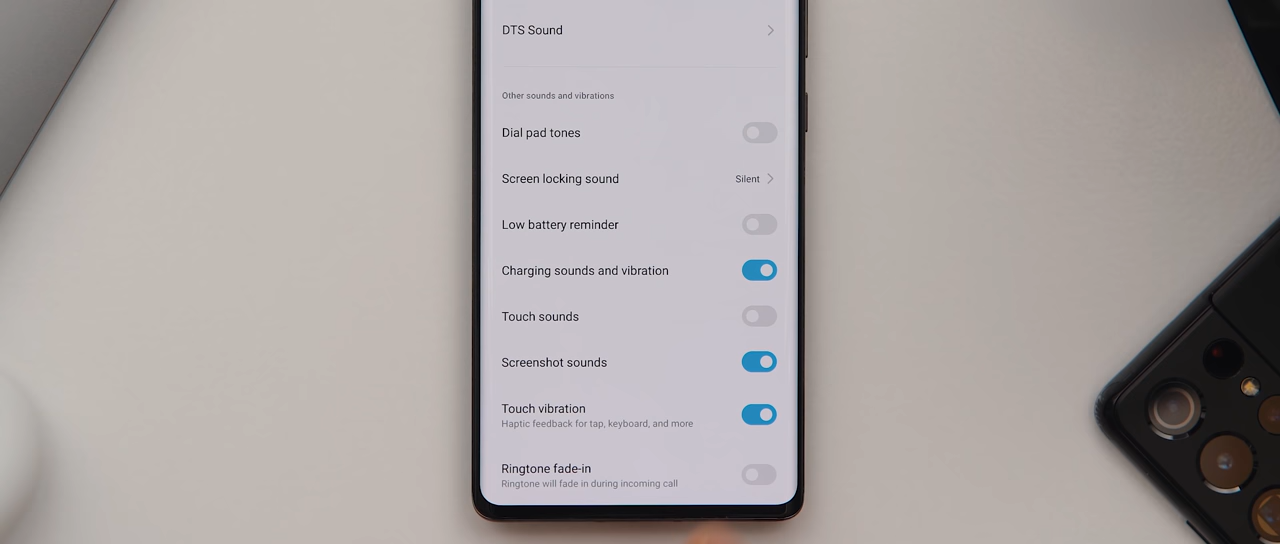 DTS Sound
Other sounds and vibrations
Dial pad tones
Screen locking sound Silent
Low battery reminder
Charging sounds and vibration
Touch sounds
Screenshot sounds
Touch vibration
Haptic feedback for tap, keyboard, and more
Ringtone fade-in
Ringtone will fade in during incoming call